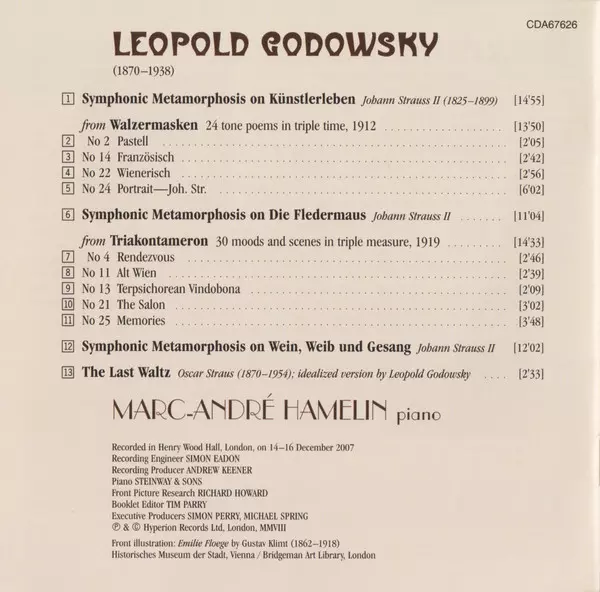 CDA67626
LEOPOLD GODOWSKY
(1870–1938)
1 Symphonic Metamorphosis on Künstlerleben Johann Strauss II (1825–1899) [14'55]
from Walzermasken 24 tone poems in triple time, 1912 [13'50]
2 No 2 Pastell [2'05]
3 No 14 Französisch [2'42]
4 No 22 Wienerisch [2'56]
5 No 24 Portrait—Joh. Str. [6'02]
6 Symphonic Metamorphosis on Die Fledermaus Johann Strauss II [11'04]
from Triakontameron 30 moods and scenes in triple measure, 1919 [14'33]
7 No 4 Rendezvous [2'46]
8 No 11 Alt Wien [2'39]
9 No 13 Terpsichorean Vindobona [2'09]
10 No 21 The Salon [3'02]
11 No 25 Memories [3'48]
12 Symphonic Metamorphosis on Wein, Weib und Gesang Johann Strauss II [12'02]
13 The Last Waltz Oscar Straus (1870–1954); idealized version by Leopold Godowsky [2'33]
MARC-ANDRÉ HAMELIN piano
Recorded in Henry Wood Hall, London, on 14–16 December 2007
Recording Engineer SIMON EADON
Recording Producer ANDREW KEENER
Piano STEINWAY & SONS
Front Picture Research RICHARD HOWARD
Booklet Editor TIM PARRY
Executive Producers SIMON PERRY, MICHAEL SPRING
℗ & © Hyperion Records Ltd, London, MMVIII
Front illustration: Emilie Floege by Gustav Klimt (1862–1918)
Historisches Museum der Stadt, Vienna / Bridgeman Art Library, London